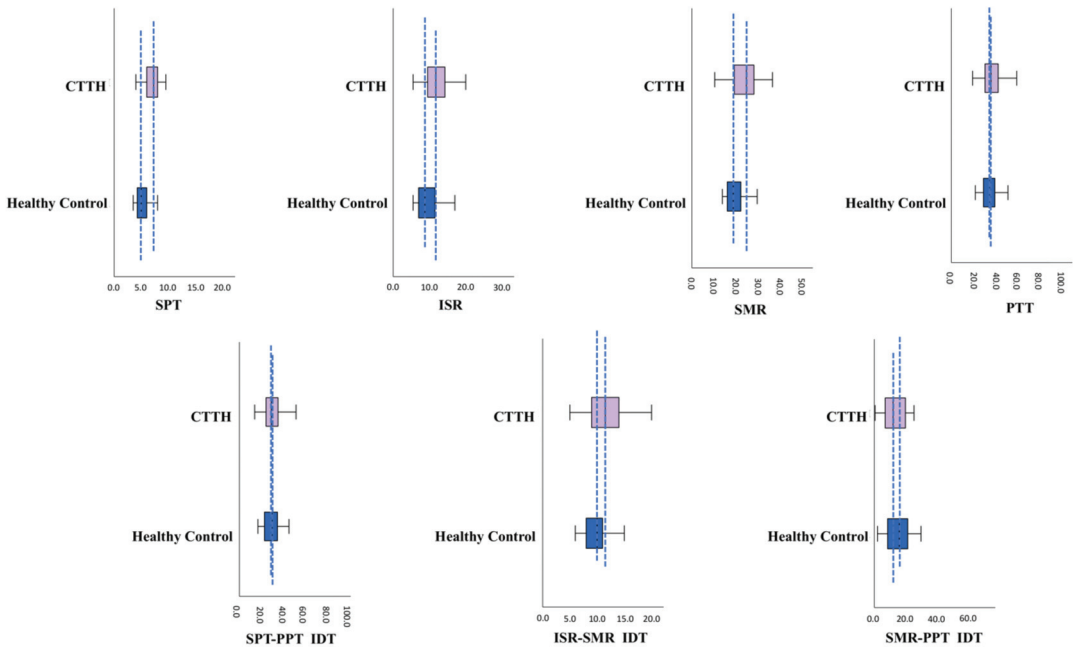 CTTH
Healthy Control
0.0 5.0 10.0 15.0 20.0
SPT
CTTH
Healthy Control
0.0 10.0 20.0 30.0
ISR
CTTH
Healthy Control
0.0 10.0 20.0 30.0 40.0 50.0
SMR
CTTH
Healthy Control
0.0 20.0 40.0 60.0 80.0 100.0
PTT
CTTH
Healthy Control
0.0 20.0 40.0 60.0 80.0 100.0
SPT-PPT IDT
CTTH
Healthy Control
0.0 5.0 10.0 15.0 20.0
ISR-SMR IDT
CTTH
Healthy Control
0.0 20.0 40.0 60.0
SMR-PPT IDT